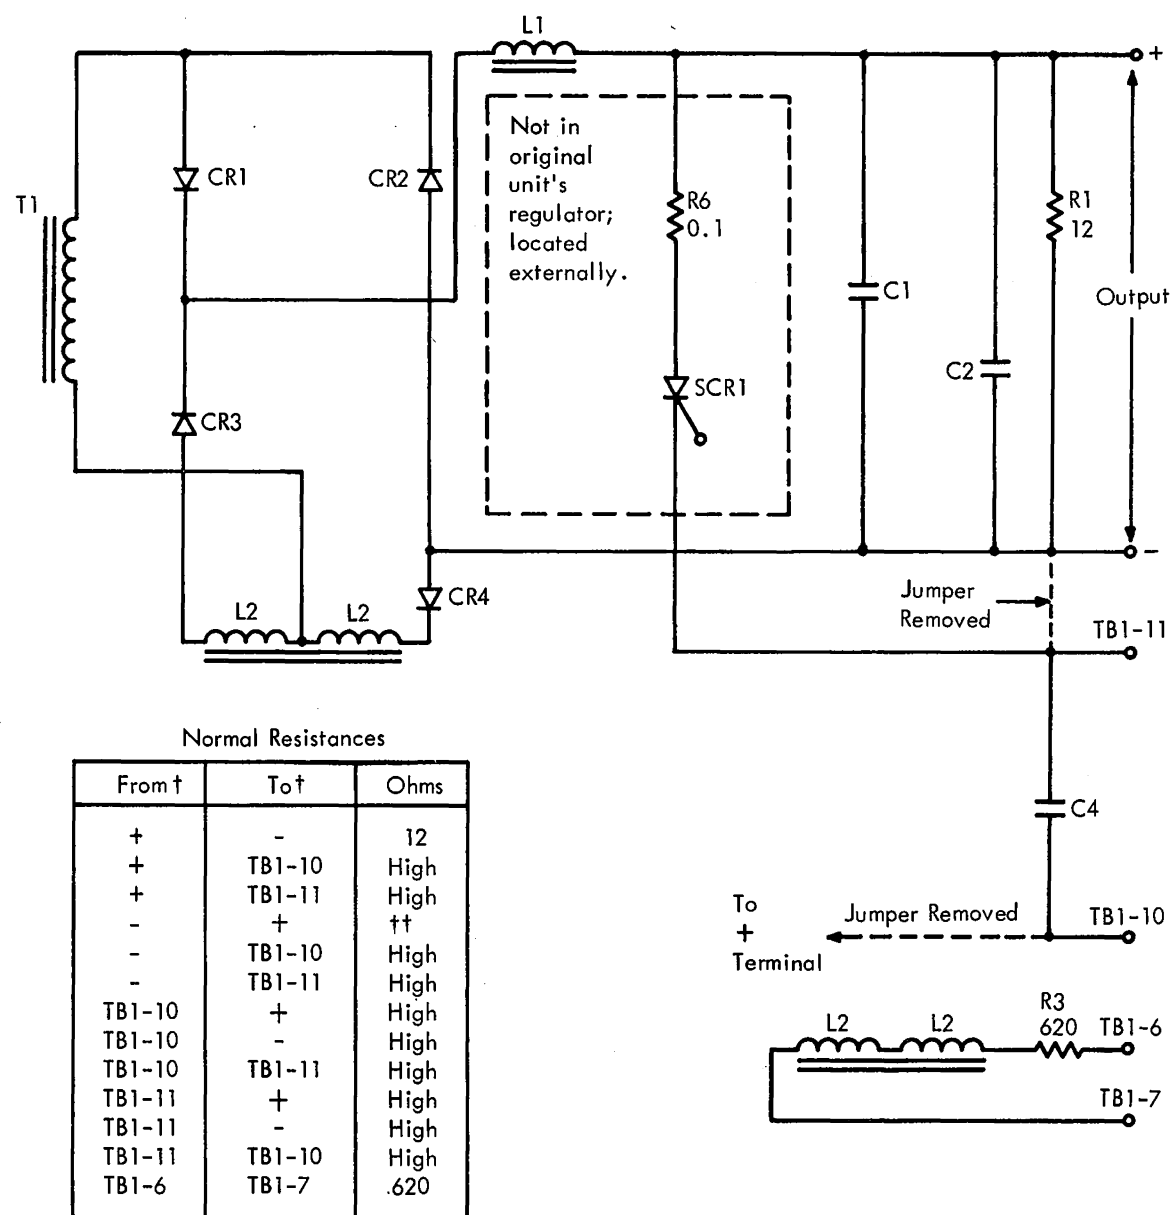 L1
+
Not in
original
unit's
regulator;
located
externally.
T1
CR1
CR2
R6
0.1
R1
12
C1
Output
C2
SCR1
CR3
-
CR4
Jumper
Removed
L2
L2
TB1-11
Normal Resistances
From † To † Ohms
+ - 12
+ TB1-10 High
+ TB1-11 High
- + ††
- TB1-10 High
- TB1-11 High
TB1-10 + High
TB1-10 - High
TB1-10 TB1-11 High
TB1-11 + High
TB1-11 - High
TB1-11 TB1-10 High
TB1-6 TB1-7 .620
C4
To
+
Terminal
Jumper Removed
TB1-10
L2
L2
R3
620
TB1-6
TB1-7